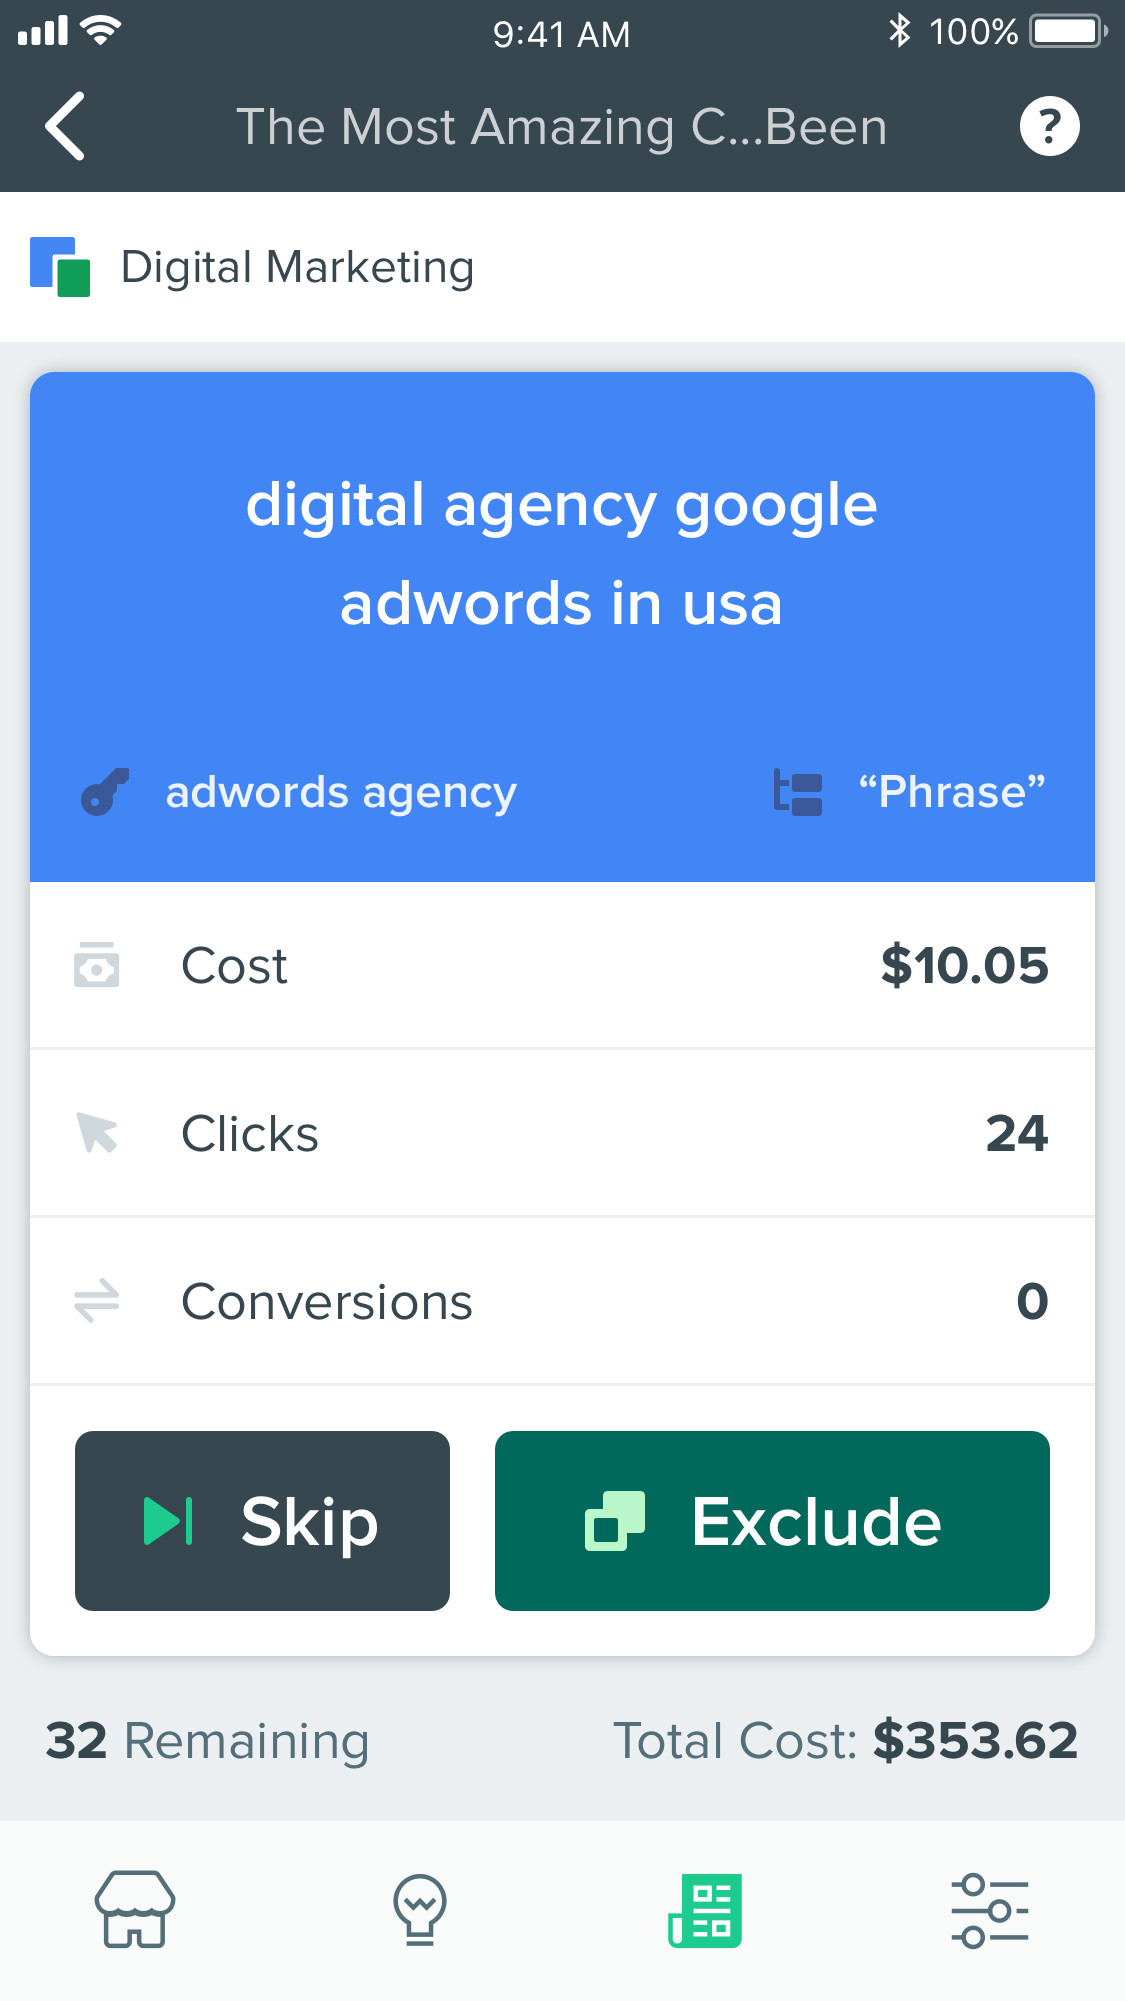 9:41 AM
100%
The Most Amazing C...Been
?
Digital Marketing
digital agency google
adwords in usa
adwords agency
“Phrase”
Cost
$10.05
Clicks
24
Conversions
0
Skip
Exclude
32 Remaining
Total Cost: $353.62